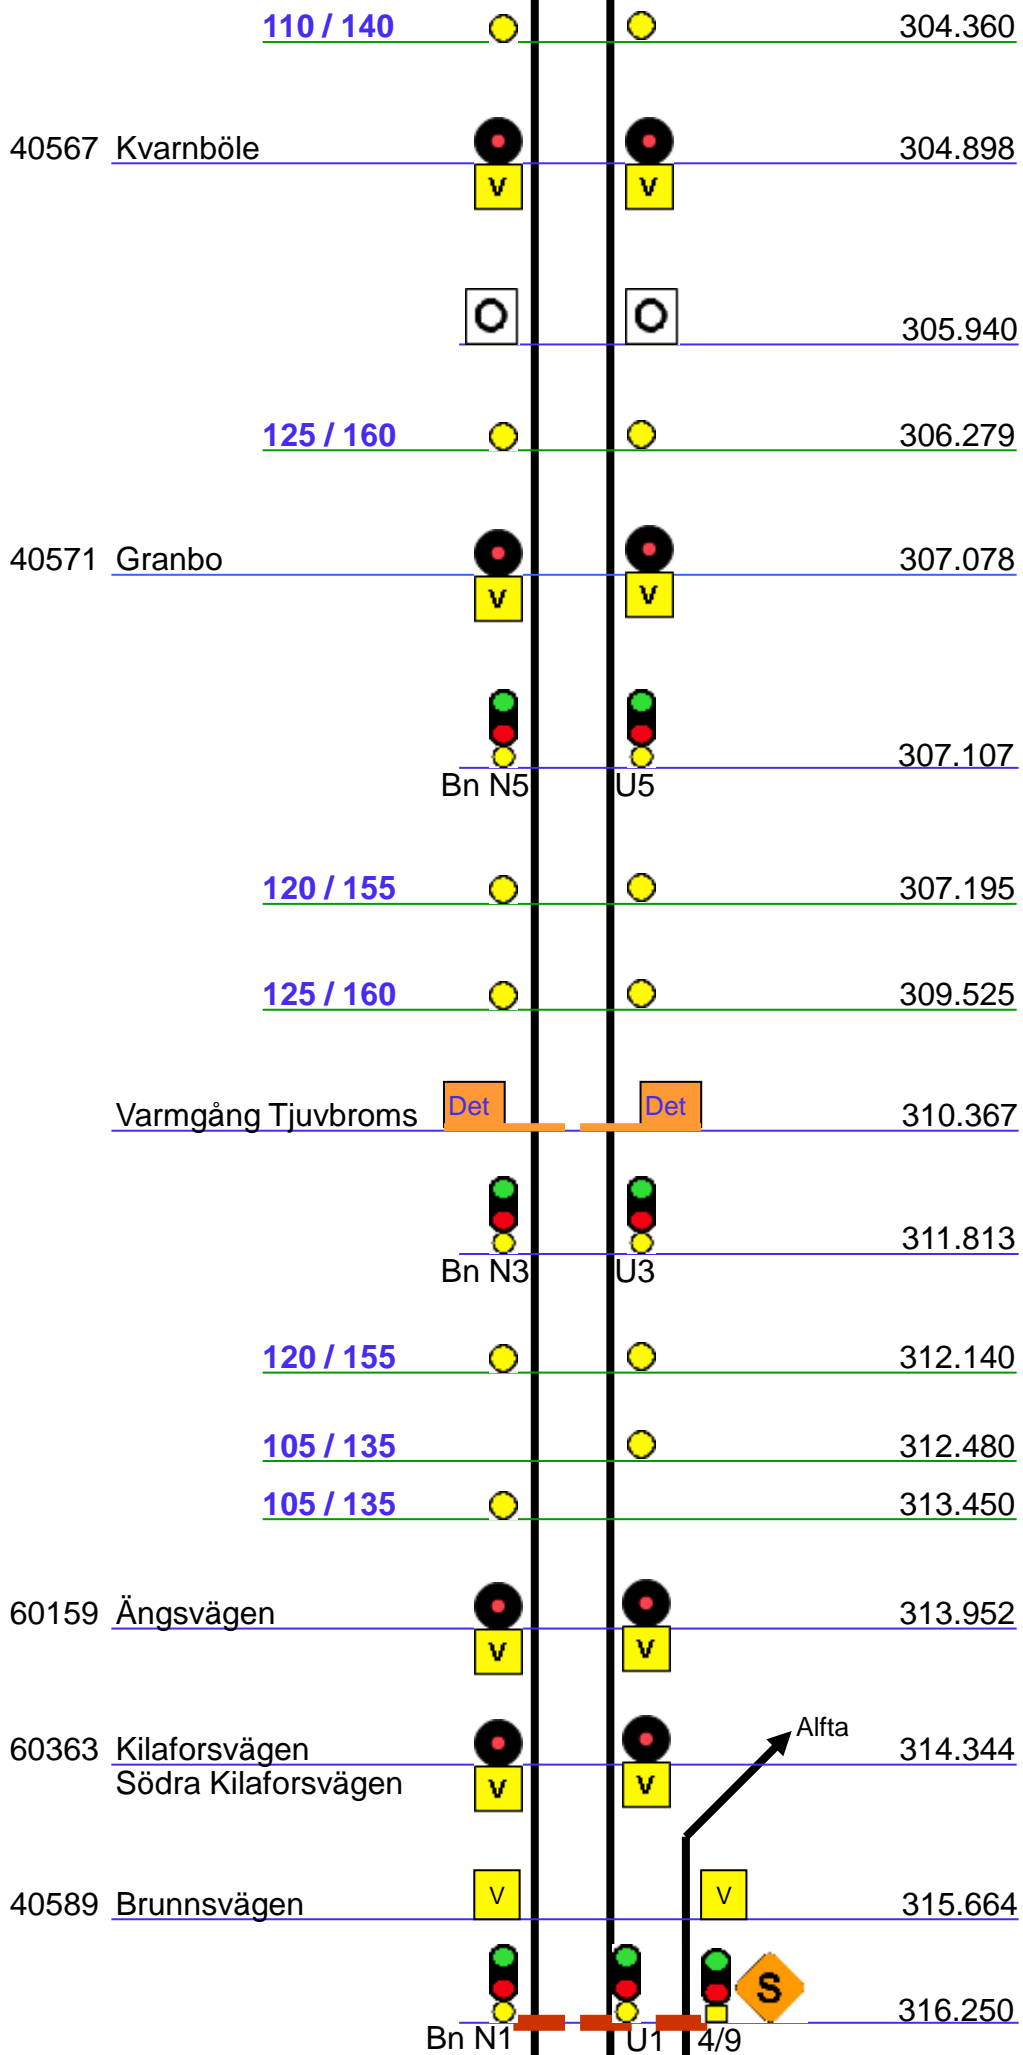 110 / 140 304.360
40567 Kvarnböle 304.898
V V
O O 305.940
125 / 160 306.279
40571 Granbo 307.078
V V
307.107
Bn N5 U5
120 / 155 307.195
125 / 160 309.525
Varmgång Tjuvbroms Det Det 310.367
311.813
Bn N3 U3
120 / 155 312.140
105 / 135 312.480
105 / 135 313.450
60159 Ängsvägen 313.952
V V
Alfta
60363 Kilaforsvägen 314.344
Södra Kilaforsvägen V V
40589 Brunnsvägen V V 315.664
S 316.250
Bn N1 U1 4/9